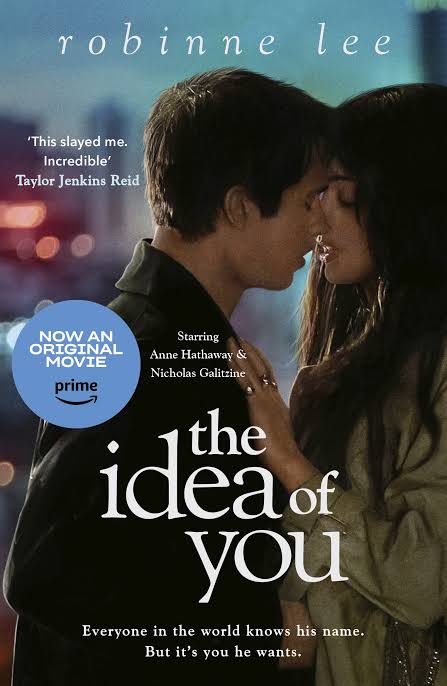 robinne lee
‘This slayed me.
Incredible’
Taylor Jenkins Reid
NOW AN
ORIGINAL
MOVIE
prime
Starring
Anne Hathaway &
Nicholas Galitzine
the
idea of
you
Everyone in the world knows his name.
But it’s you he wants.